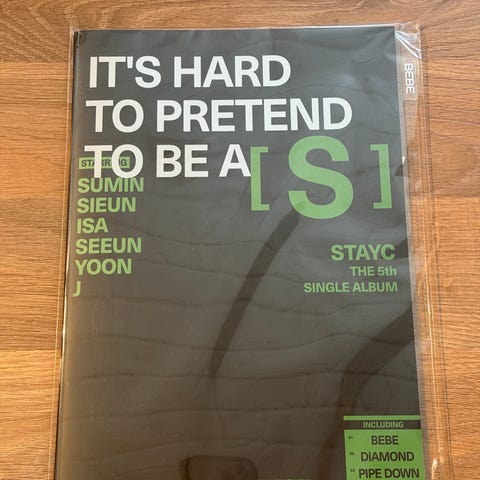 IT'S HARD
TO PRETEND
TO BE A [S]
STARRING
SUMIN
SIEUN
ISA
SEEUN
YOON
J
BEBE
STAYC
THE 5th
SINGLE ALBUM
INCLUDING
BEBE
DIAMOND
PIPE DOWN